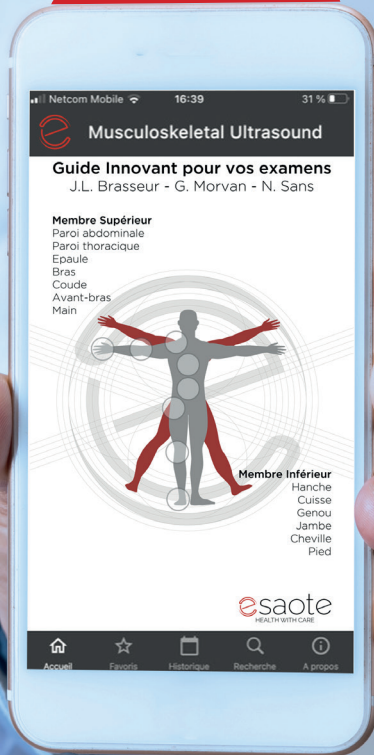 Netcom Mobile 16:39 31 %
Musculoskeletal Ultrasound
Guide Innovant pour vos examens
J.L. Brasseur - G. Morvan - N. Sans
Membre Supérieur
Paroi abdominale
Paroi thoracique
Epaule
Bras
Coude
Avant-bras
Main
Membre Inférieur
Hanche
Cuisse
Genou
Jambe
Cheville
Pied
esaote
HEALTH WITH CARE
Accueil Favoris Historique Recherche A propos